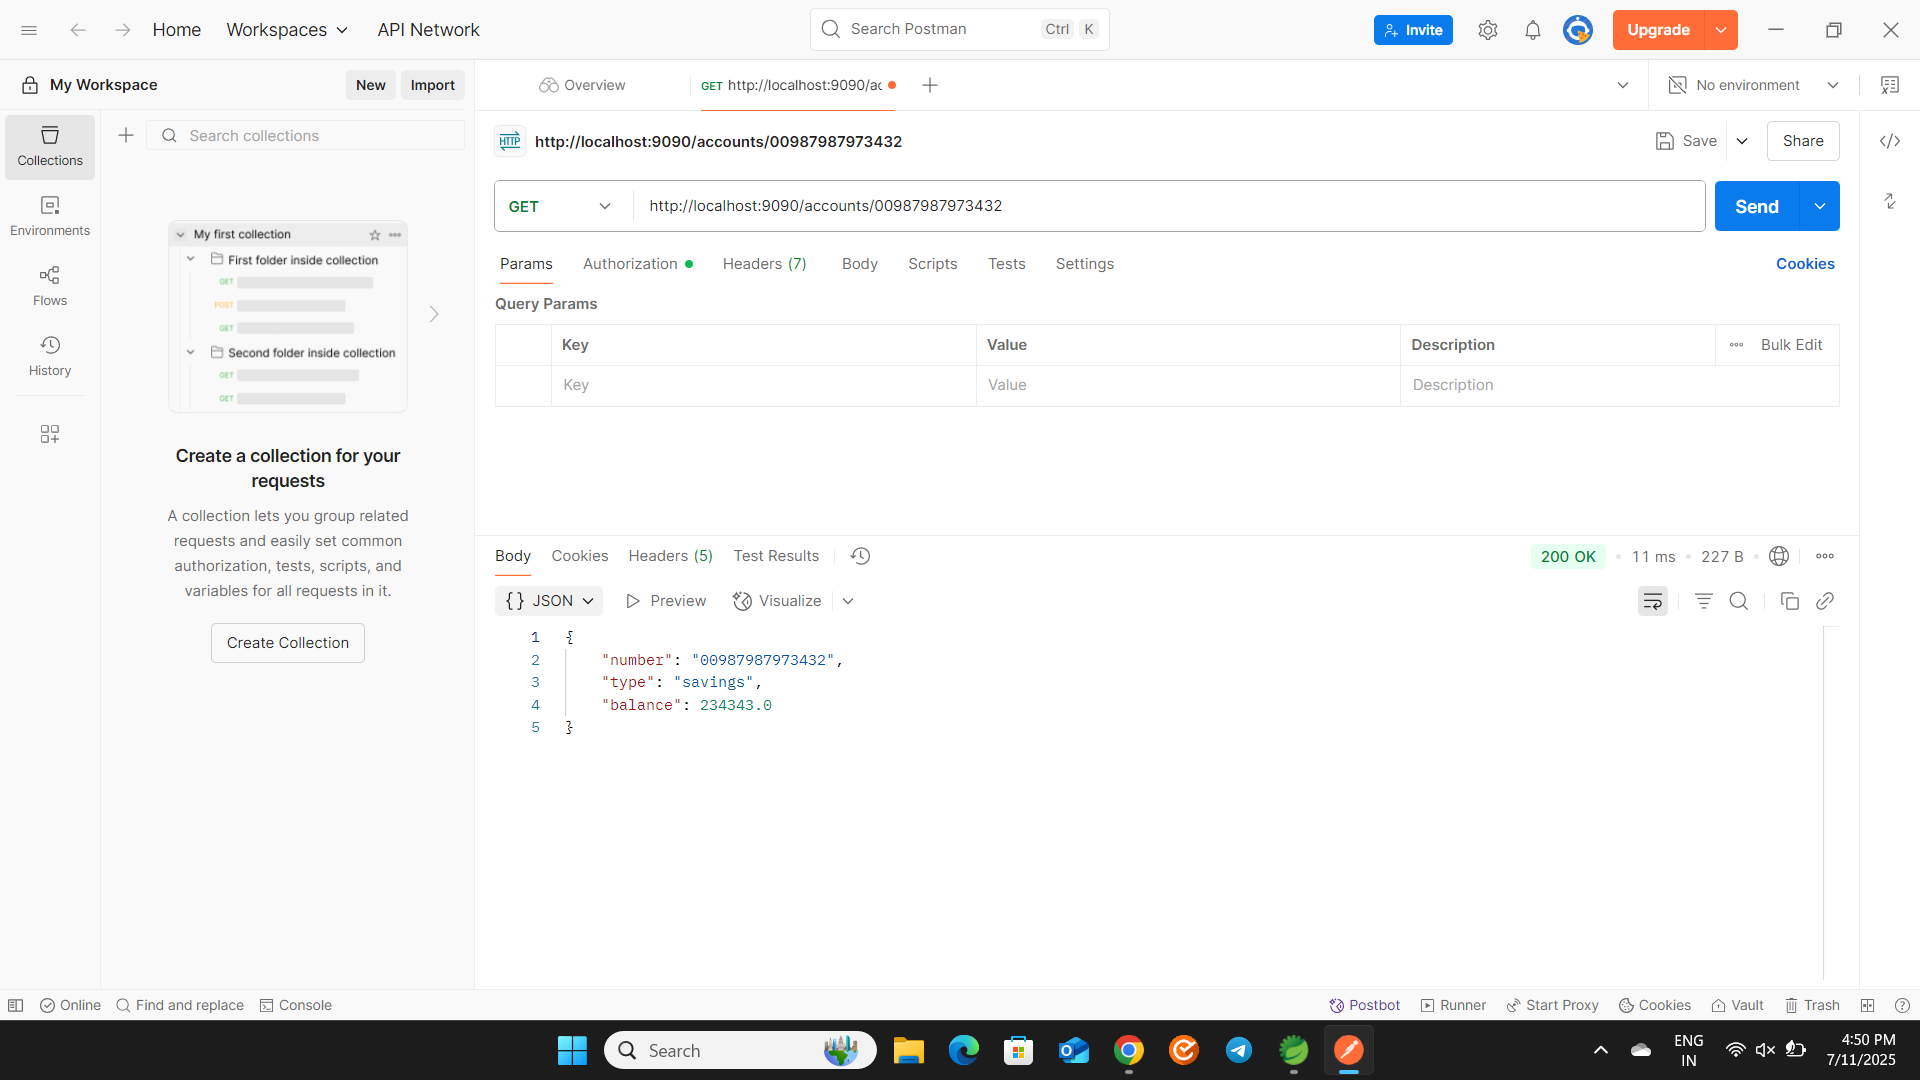 Home
Workspaces
API Network
Search Postman
Ctrl K
Invite
Upgrade
My Workspace
New
Import
Overview
GET http://localhost:9090/ac
No environment
Collections
Environments
Flows
History
Search collections
My first collection
First folder inside collection
GET
POST
GET
Second folder inside collection
GET
GET
Create a collection for your
requests
A collection lets you group related
requests and easily set common
authorization, tests, scripts, and
variables for all requests in it.
Create Collection
HTTP http://localhost:9090/accounts/00987987973432
Save
Share
GET
http://localhost:9090/accounts/00987987973432
Send
Params Authorization Headers (7) Body Scripts Tests Settings
Cookies
Query Params
Key Value Description Bulk Edit
Key Value Description
Body Cookies Headers (5) Test Results
200 OK 11 ms 227 B
{} JSON Preview Visualize
1 {
2 "number": "00987987973432",
3 "type": "savings",
4 "balance": 234343.0
5 }
Online Find and replace Console
Postbot Runner Start Proxy Cookies Vault Trash
Search
ENG
IN
4:50 PM
7/11/2025